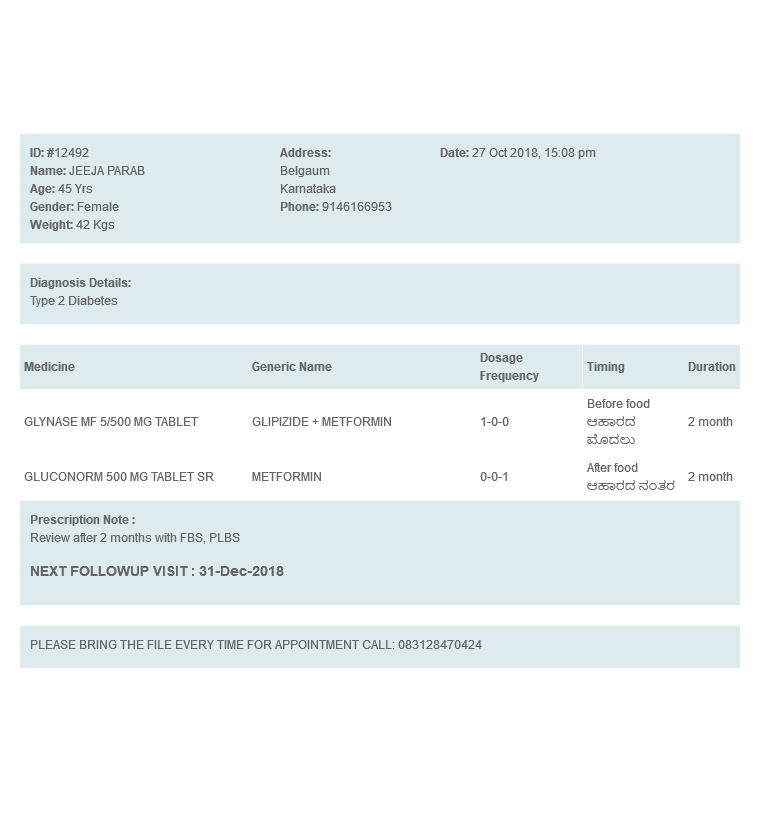 ID: #12492
Name: JEEJA PARAB
Age: 45 Yrs
Gender: Female
Weight: 42 Kgs
Address:
Belgaum
Karnataka
Phone: 9146166953
Date: 27 Oct 2018, 15:08 pm
Diagnosis Details:
Type 2 Diabetes
Medicine Generic Name Dosage Frequency Timing Duration
GLYNASE MF 5/500 MG TABLET GLIPIZIDE + METFORMIN 1-0-0 Before food ಆಹಾರದ ಮೊದಲು 2 month
GLUCONORM 500 MG TABLET SR METFORMIN 0-0-1 After food ಆಹಾರದ ನಂತರ 2 month
Prescription Note :
Review after 2 months with FBS, PLBS
NEXT FOLLOWUP VISIT : 31-Dec-2018
PLEASE BRING THE FILE EVERY TIME FOR APPOINTMENT CALL: 083128470424